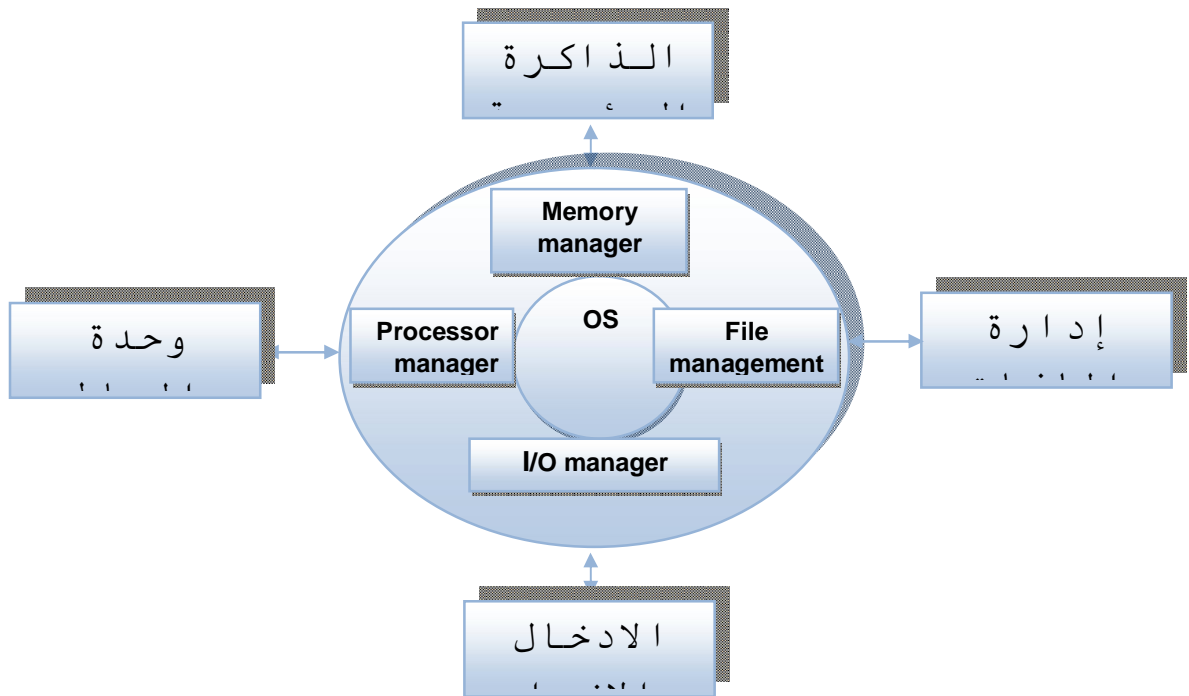 الذاكرة
Memory
manager
OS
وحدة
Processor
manager
File
management
إدارة
I/O manager
الادخال